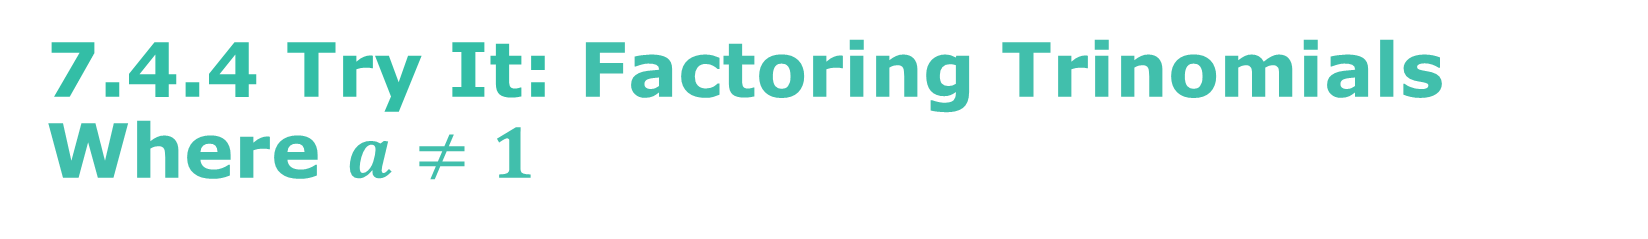 7.4.4 Try It: Factoring Trinomials
Where a ≠ 1